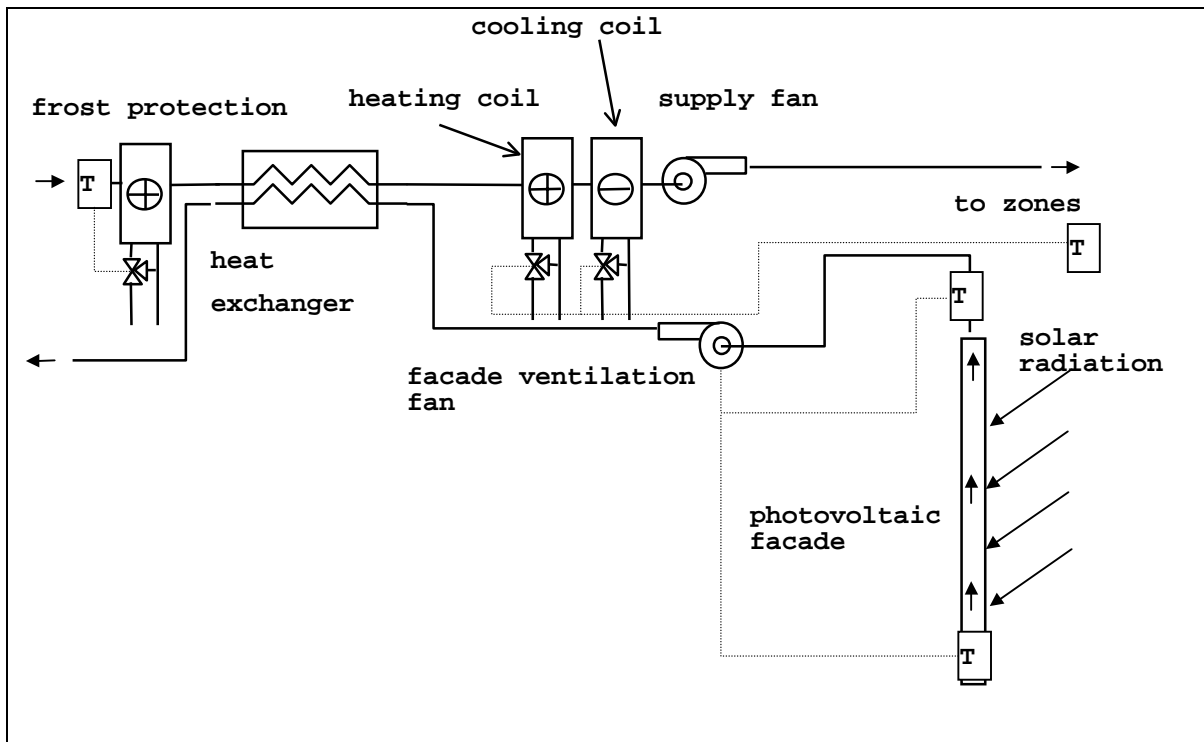 cooling coil
frost protection
heating coil
supply fan
T
to zones
T
heat
exchanger
T
solar
radiation
facade ventilation
fan
photovoltaic
facade
T